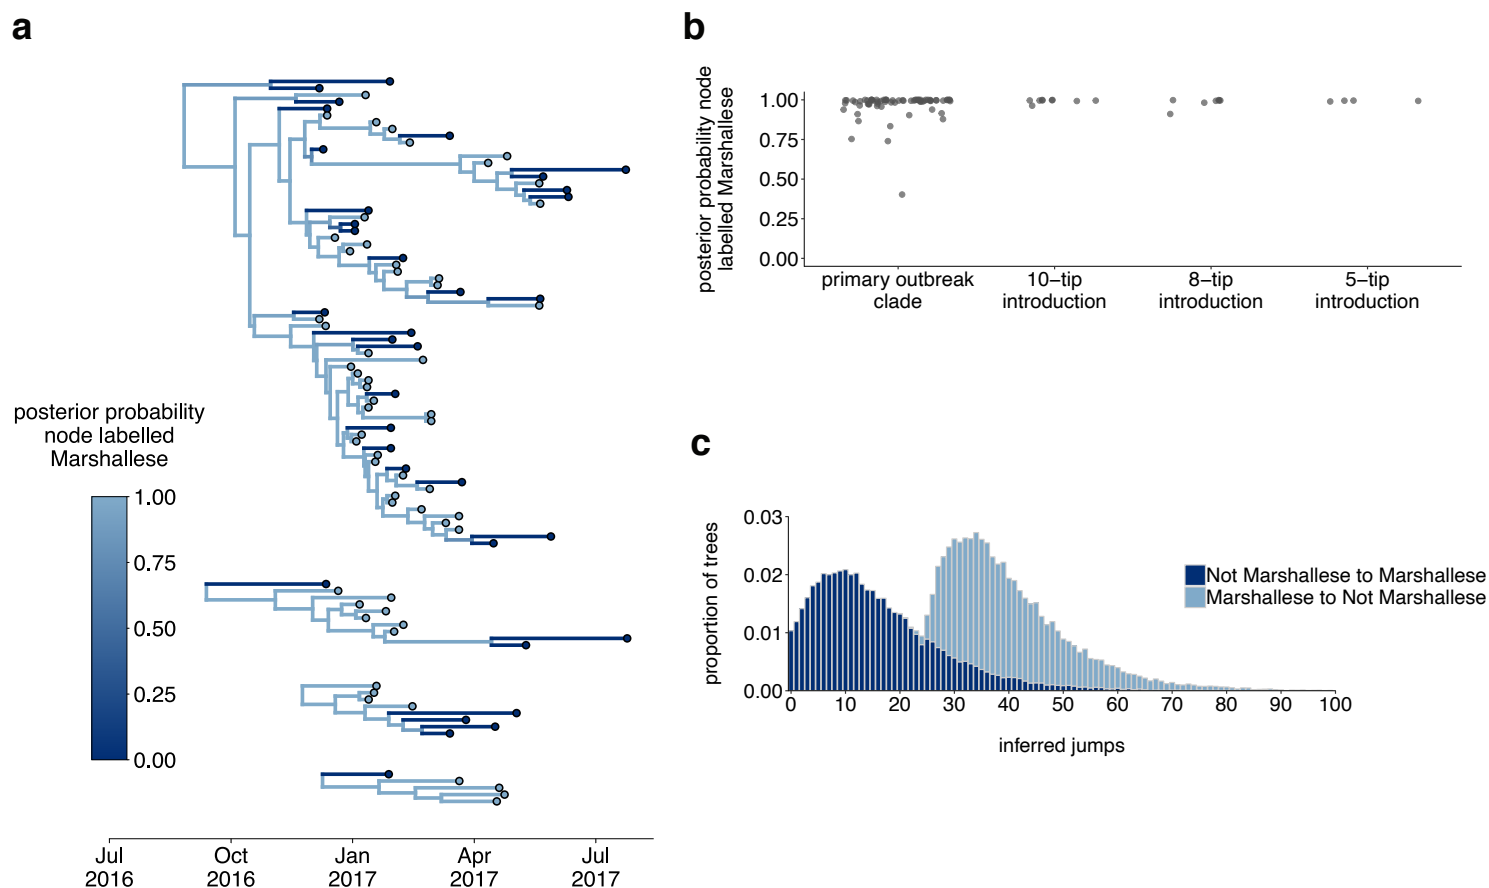 a
posterior probability
node labelled
Marshallese
1.00
0.75
0.50
0.25
0.00
Jul
2016
Oct
2016
Jan
2017
Apr
2017
Jul
2017
b
posterior probability node
labelled Marshallese
1.00
0.75
0.50
0.25
0.00
primary outbreak
clade
10–tip
introduction
8–tip
introduction
5–tip
introduction
c
proportion of trees
0.03
0.02
0.01
0.00
0 10 20 30 40 50 60 70 80 90 100
inferred jumps
Not Marshallese to Marshallese
Marshallese to Not Marshallese